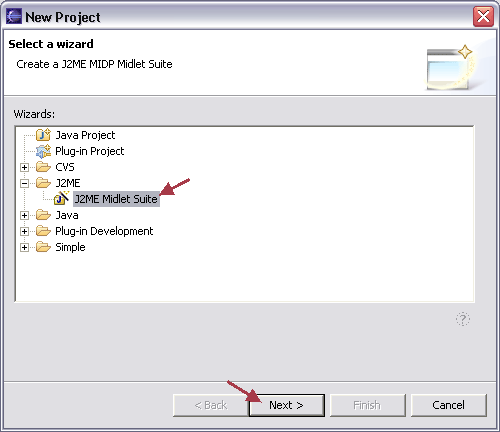 New Project
Select a wizard
Create a J2ME MIDP Midlet Suite
Wizards:
Java Project
Plug-in Project
CVS
J2ME
J2ME Midlet Suite
Java
Plug-in Development
Simple
?
< Back Next > Finish Cancel